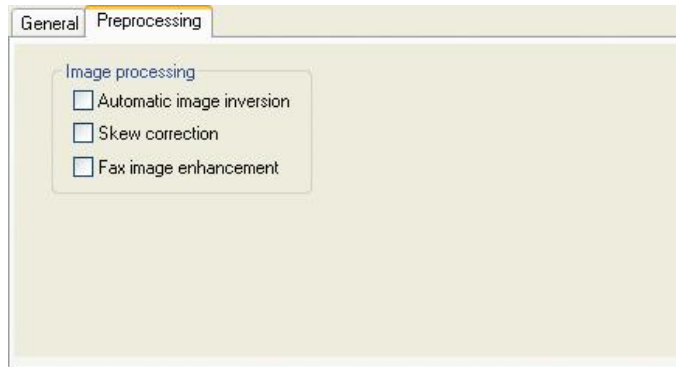 General Preprocessing
Image processing
Automatic image inversion
Skew correction
Fax image enhancement